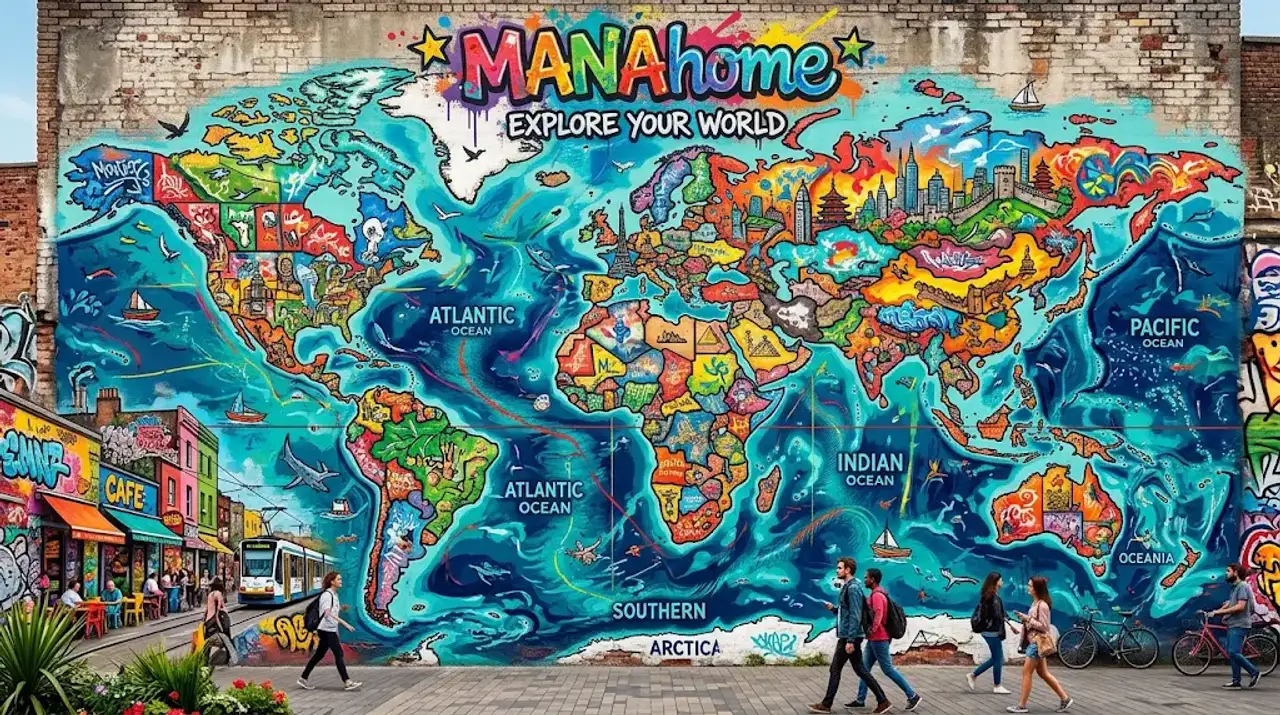 MANAhome
EXPLORE YOUR WORLD
ATLANTIC
OCEAN
PACIFIC
OCEAN
INDIAN
OCEAN
ATLANTIC
OCEAN
CAFE
OCEANIA
SOUTHERN
ARCTICA